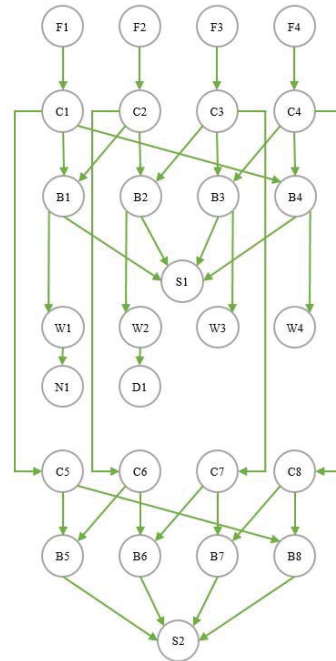 F1 F2 F3 F4
C1 C2 C3 C4
B1 B2 B3 B4
S1
W1 W2 W3 W4
N1 D1
C5 C6 C7 C8
B5 B6 B7 B8
S2